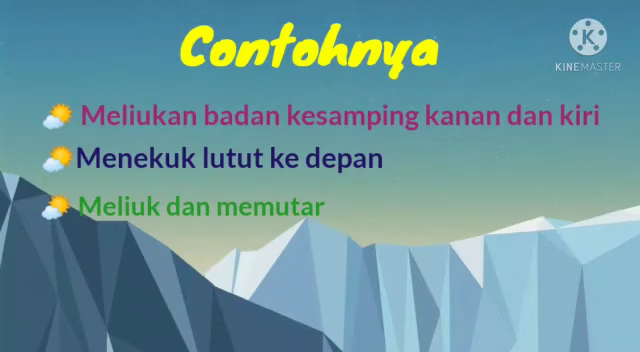 Contohnya
KINEMASTER
Meliukan badan kesamping kanan dan kiri
Menekuk lutut ke depan
Meliuk dan memutar